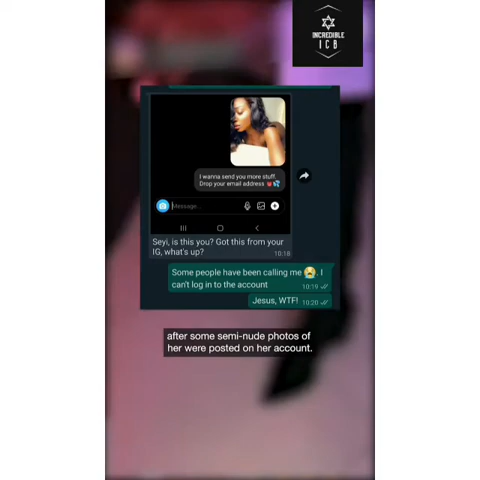 INCREDIBLE
ICB
I wanna send you more stuff.
Drop your email address 👅💦
Message...
Seyi, is this you? Got this from your
IG, what's up?
10:18
Some people have been calling me 😭. I
can't log in to the account
10:19
Jesus, WTF!
10:20
after some semi-nude photos of
her were posted on her account.